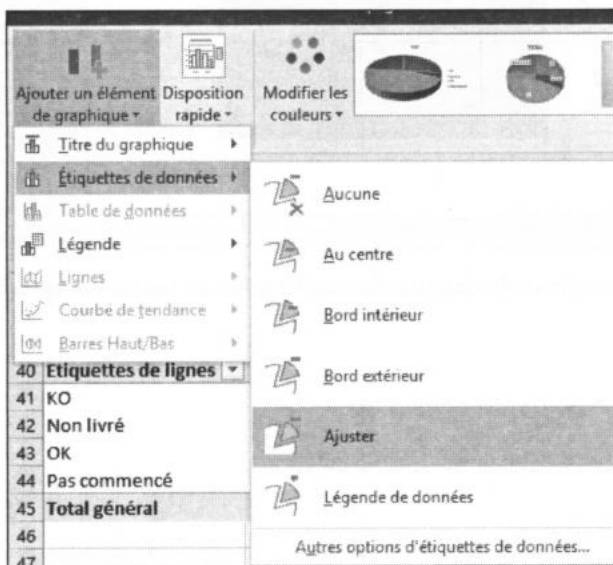 Ajouter un élément
de graphique
Disposition
rapide
Modifier les
couleurs
Titre du graphique
Étiquettes de données
Table de données
Légende
Lignes
Courbe de tendance
Barres Haut/Bas
Aucune
Au centre
Bord intérieur
Bord extérieur
Ajuster
Légende de données
Autres options d'étiquettes de données...
40 Etiquettes de lignes
41 KO
42 Non livré
43 OK
44 Pas commencé
45 Total général
46
47